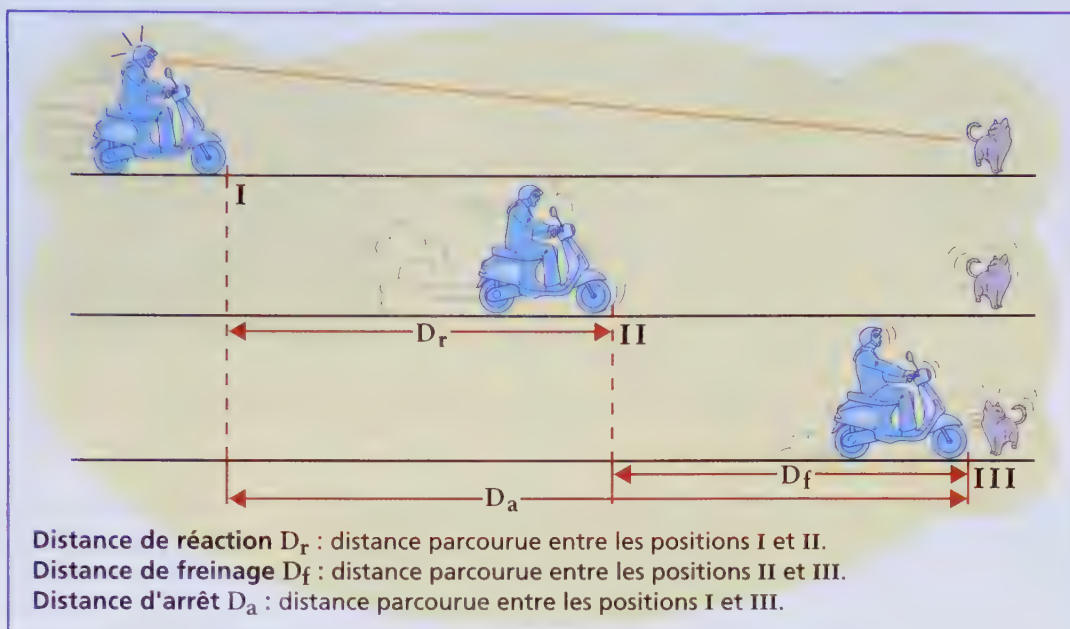 I
Dr
II
Df
III
Da
Distance de réaction Dr : distance parcourue entre les positions I et II.
Distance de freinage Df : distance parcourue entre les positions II et III.
Distance d'arrêt Da : distance parcourue entre les positions I et III.